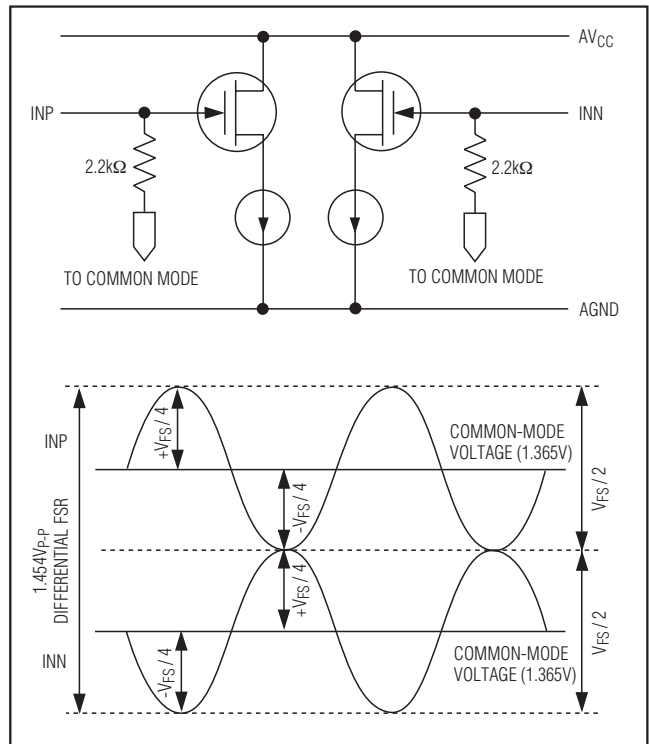 AVCC
INP
INN
2.2kΩ
2.2kΩ
TO COMMON MODE
TO COMMON MODE
AGND
INP
+VFS / 4
COMMON-MODE
VOLTAGE (1.365V)
-VFS / 4
VFS / 2
1.454VP-P
DIFFERENTIAL FSR
+VFS / 4
INN
-VFS / 4
COMMON-MODE
VOLTAGE (1.365V)
VFS / 2